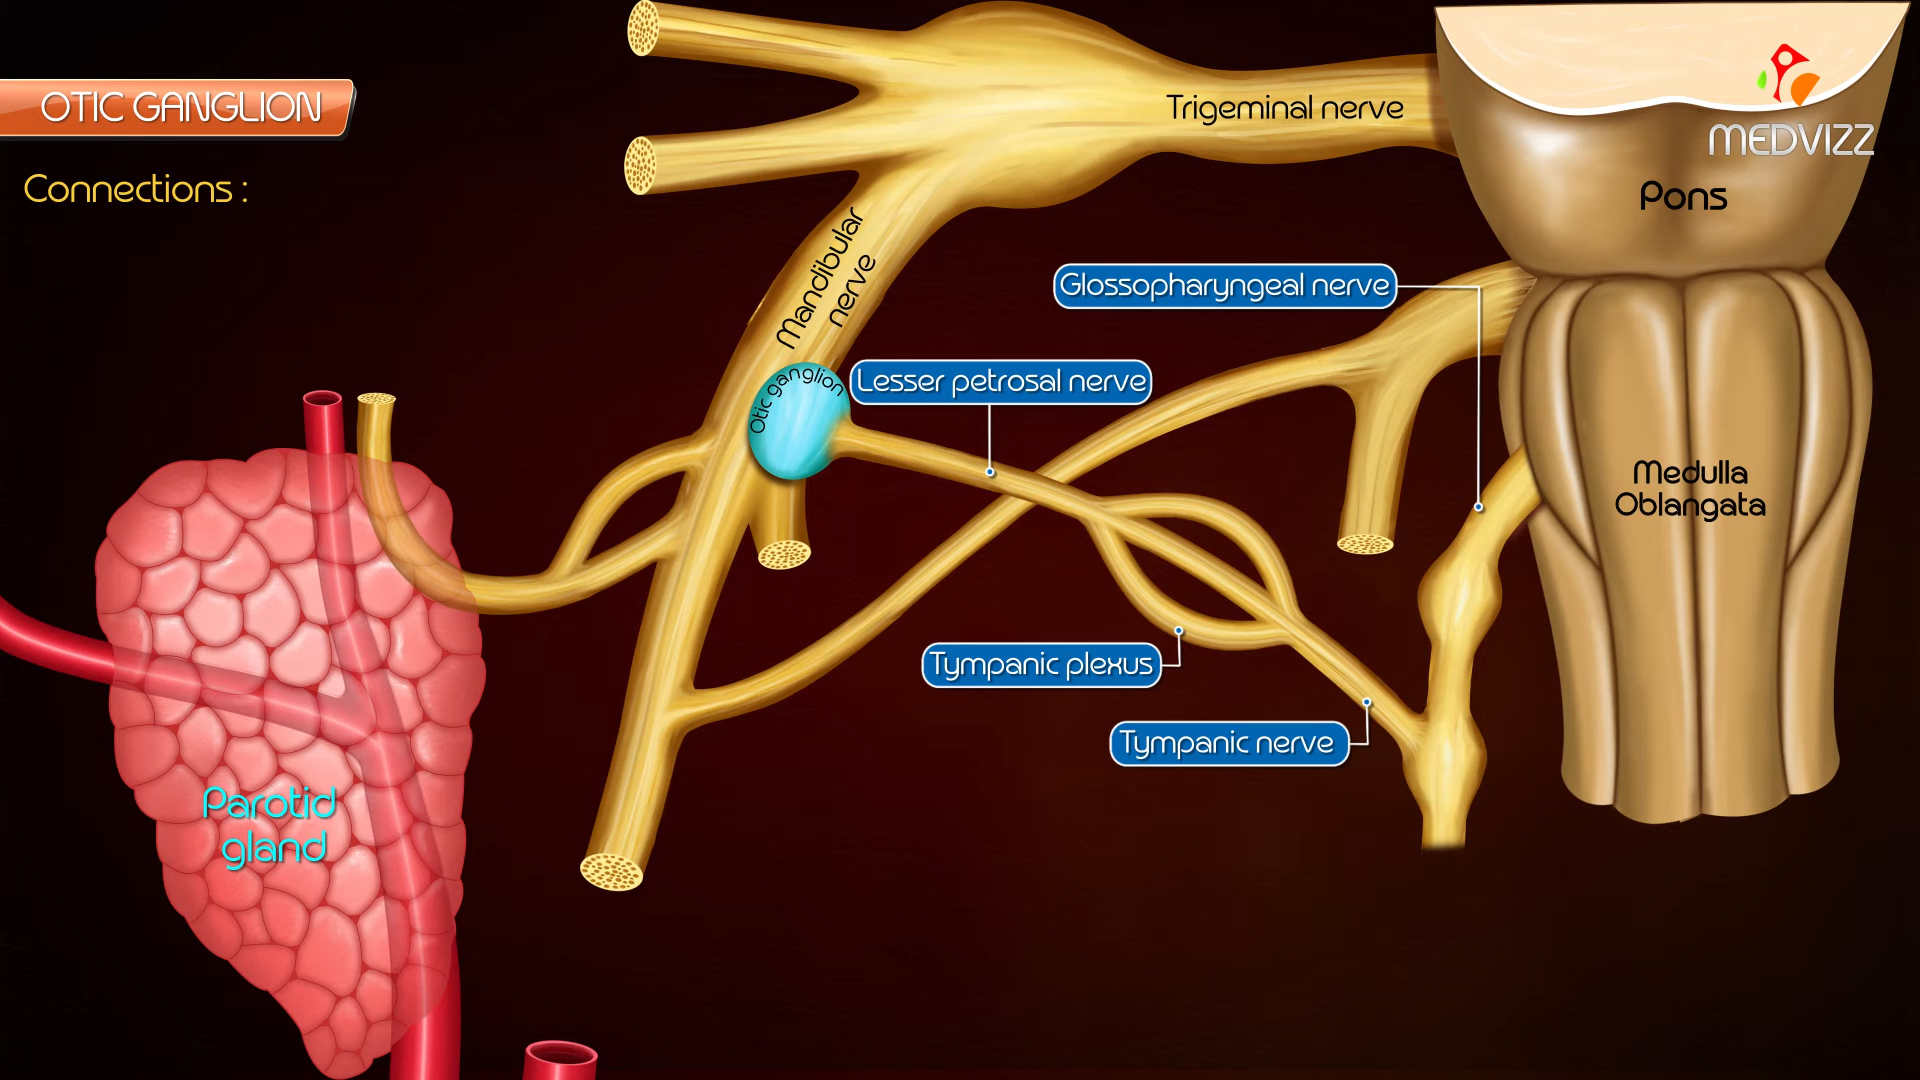 OTIC GANGLION
MEDVIZZ
Connections :
Trigeminal nerve
Pons
Mandibular
nerve
Glossopharyngeal nerve
Otic ganglion
Lesser petrosal nerve
Medulla
Oblangata
Tympanic plexus
Tympanic nerve
Parotid
gland